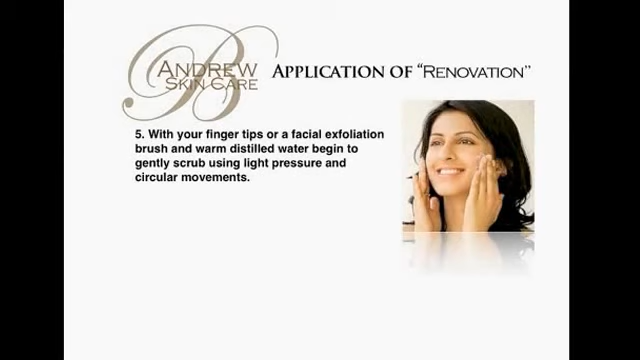 B
ANDREW
SKIN CARE
APPLICATION OF "RENOVATION"
5. With your finger tips or a facial exfoliation
brush and warm distilled water begin to
gently scrub using light pressure and
circular movements.